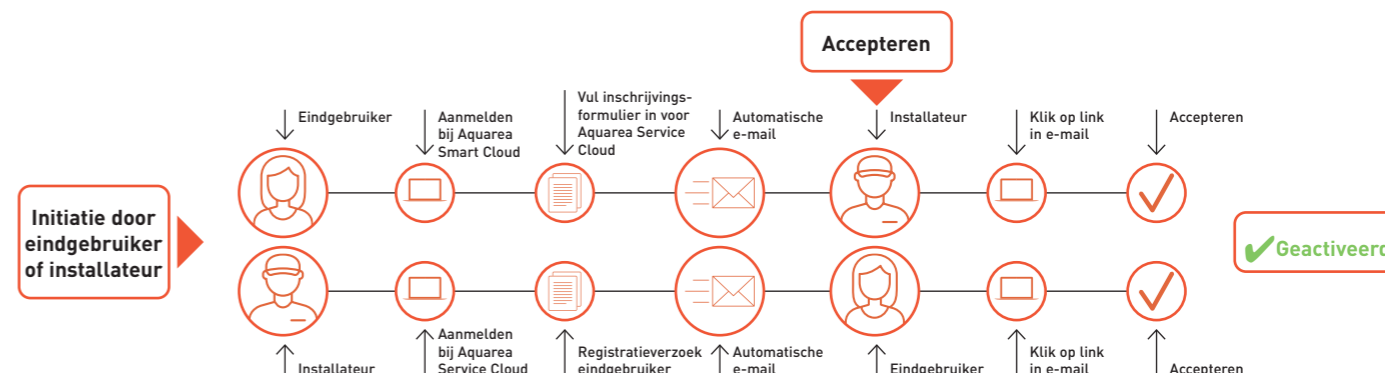 Accepteren
Eindgebruiker
Aanmelden
bij Aquarea
Smart Cloud
Vul inschrijvings-
formulier in voor
Aquarea Service
Cloud
Automatische
e-mail
Installateur
Klik op link
in e-mail
Accepteren
Initiatie door
eindgebruiker
of installateur
Geactiveerd
Installateur
Aanmelden
bij Aquarea
Service Cloud
Registratieverzoek
eindgebruiker
Automatische
e-mail
Eindgebruiker
Klik op link
in e-mail
Accepteren